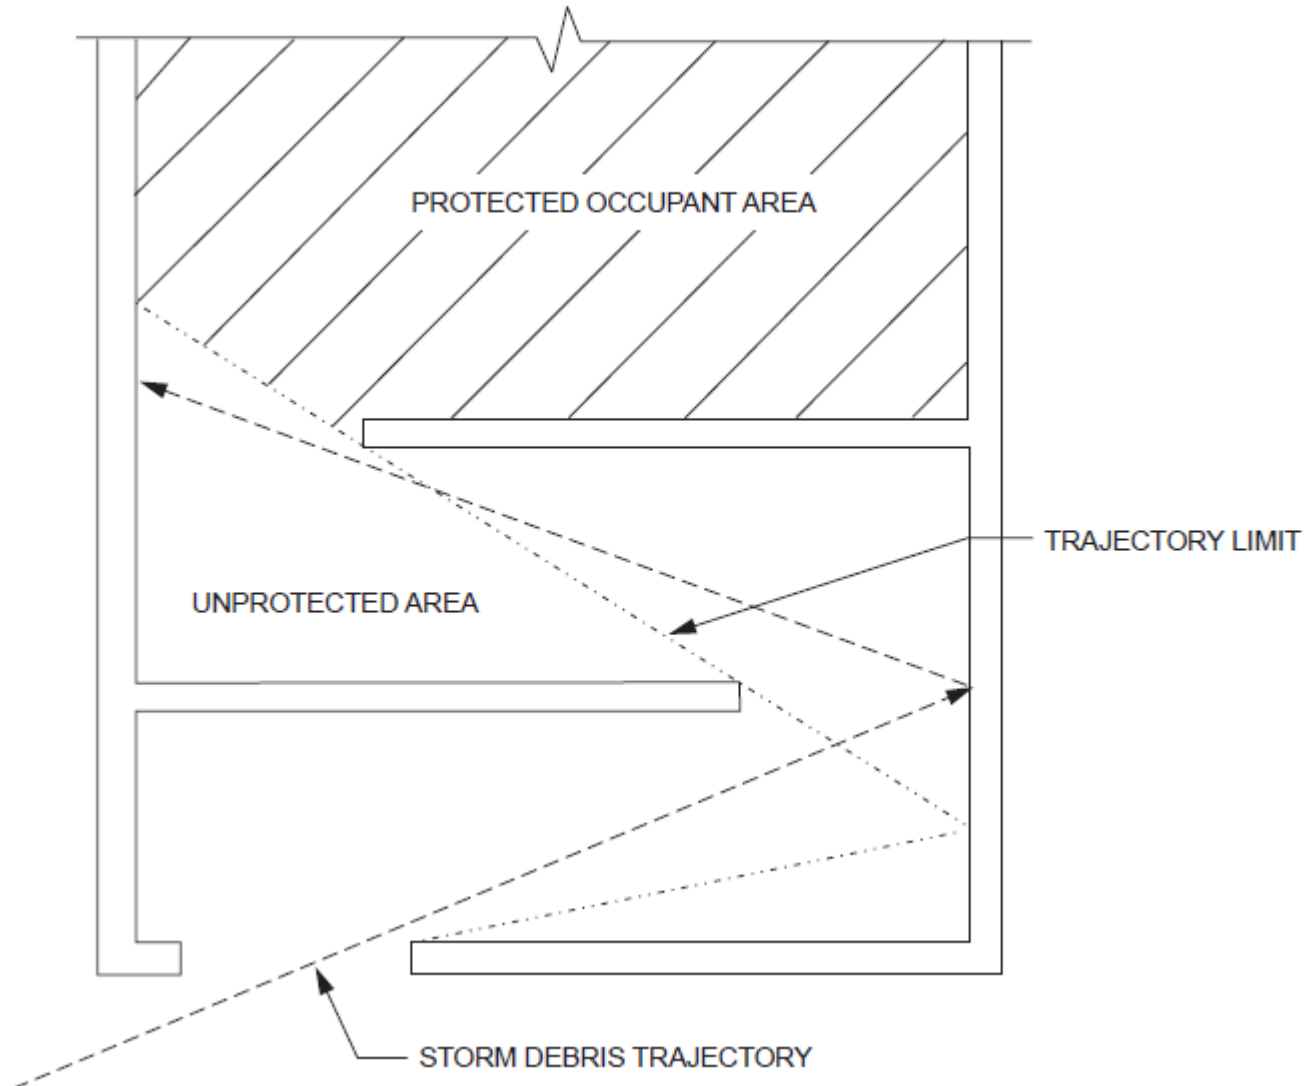 PROTECTED OCCUPANT AREA
TRAJECTORY LIMIT
UNPROTECTED AREA
STORM DEBRIS TRAJECTORY